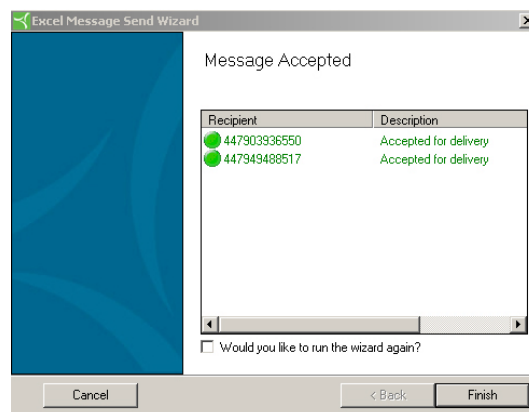 Excel Message Send Wizard
Message Accepted
Recipient Description
447903936550 Accepted for delivery
447949488517 Accepted for delivery
Would you like to run the wizard again?
Cancel < Back Finish